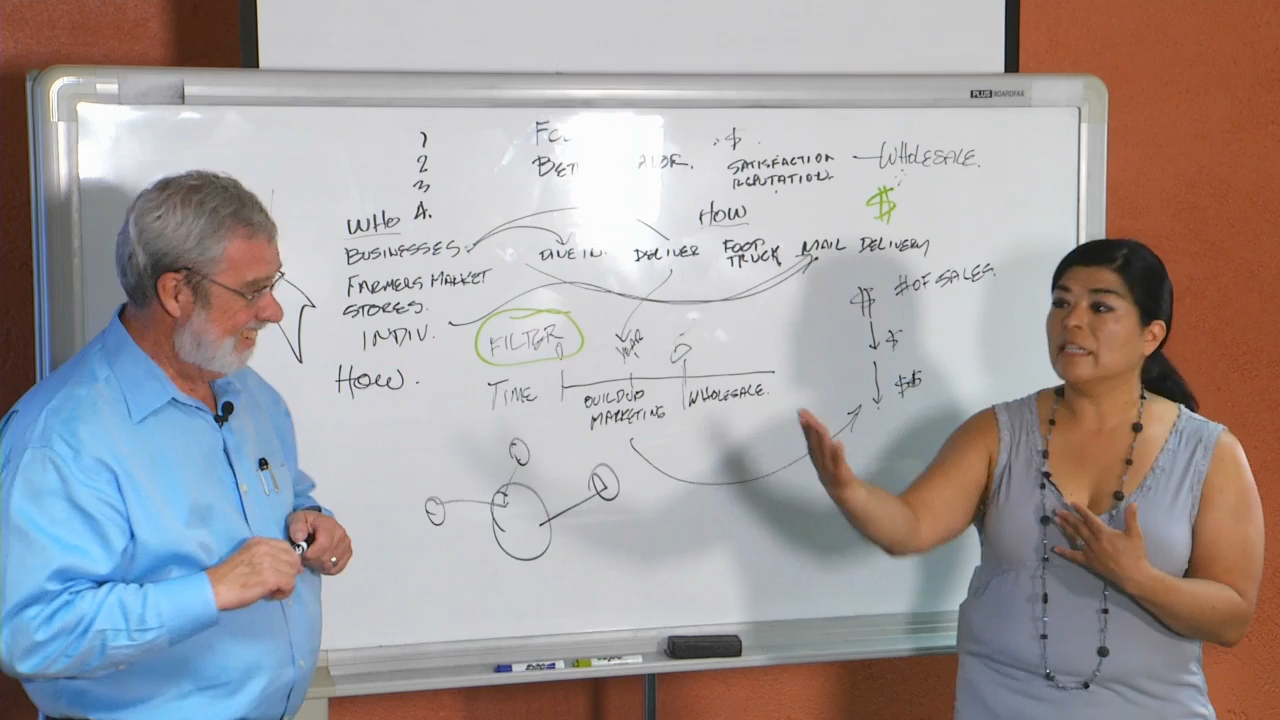 PLUS BOARDFAX
1
2
3
4.
$
SATISFACTION
REPUTATION.
WHOLESALE.
$
WHO
BUSINESSES
FARMERS MARKET
STORES.
INDIV.
HOW.
HOW
DINE IN.
DELIVER
FOOD
TRUCK
MAIL DELIVERY
$
# OF SALES.
$
$$
FILTER
TIME
BUILDUP
MARKETING
WHOLESALE.